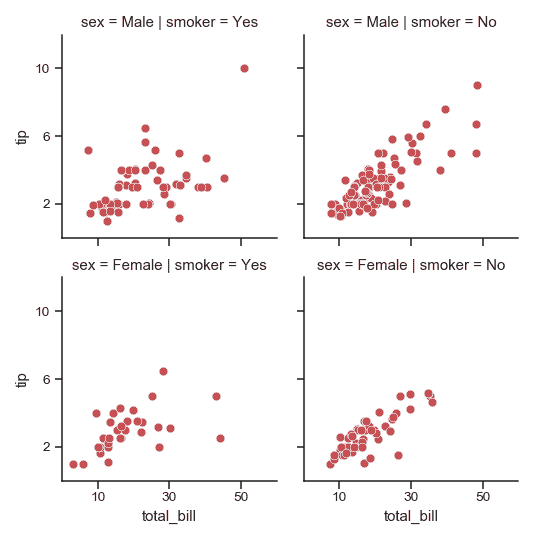 sex = Male | smoker = Yes
sex = Male | smoker = No
10
6
2
tip
sex = Female | smoker = Yes
sex = Female | smoker = No
10
6
2
tip
10 30 50
10 30 50
total_bill
total_bill